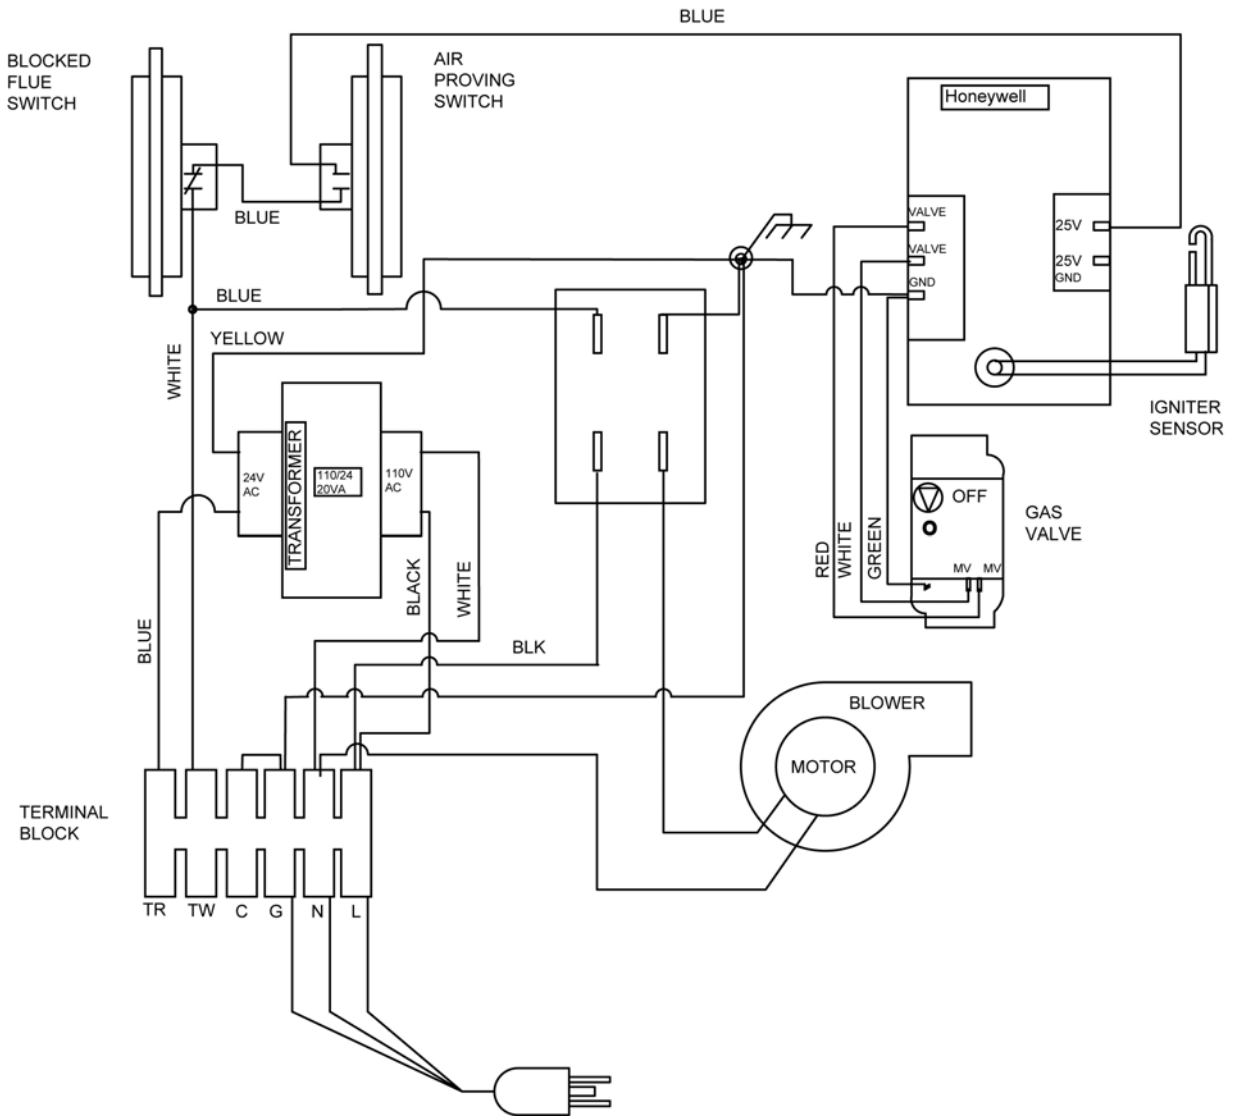 BLUE
BLOCKED
FLUE
SWITCH
AIR
PROVING
SWITCH
Honeywell
BLUE
VALVE
VALVE
GND
25V
25V
GND
BLUE
YELLOW
WHITE
IGNITER
SENSOR
24V
AC
TRANSFORMER
110/24
20VA
110V
AC
OFF
GAS
VALVE
MV
MV
RED
WHITE
GREEN
BLACK
WHITE
BLUE
BLK
BLOWER
MOTOR
TERMINAL
BLOCK
TR
TW
C
G
N
L